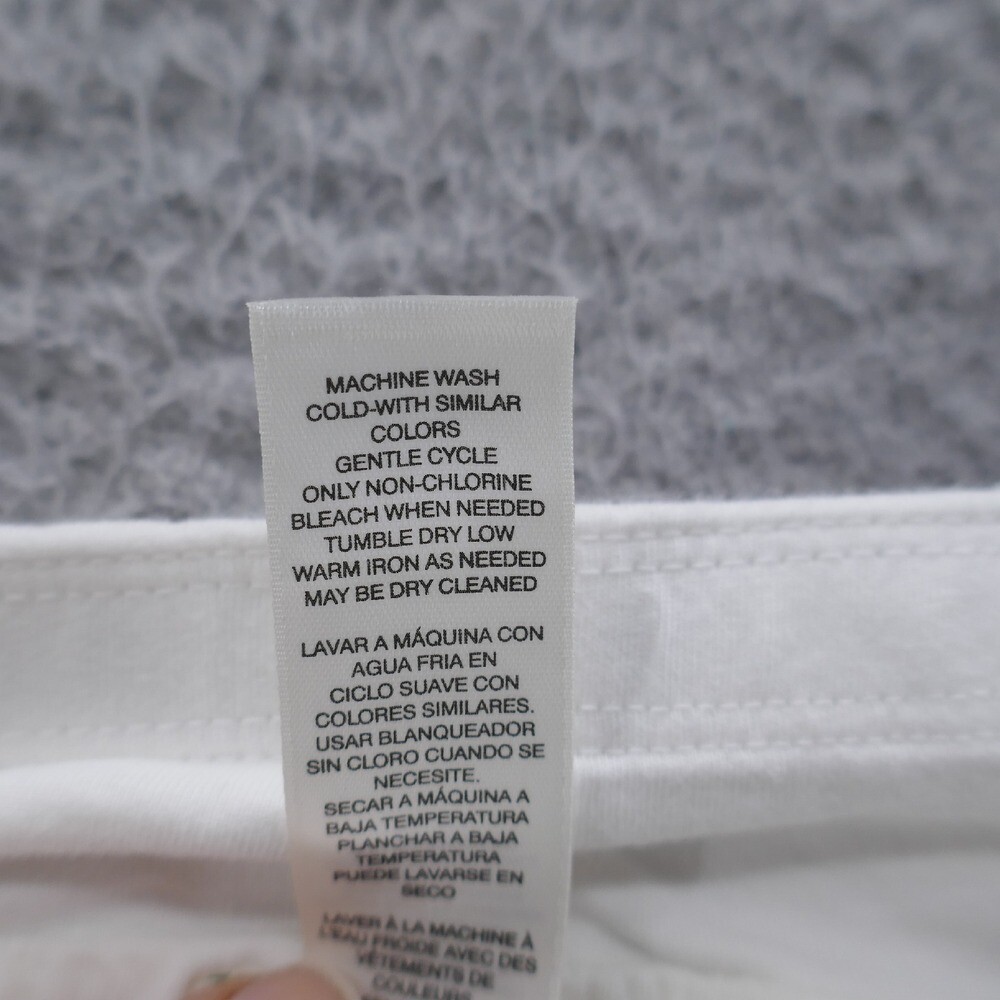 MACHINE WASH
COLD-WITH SIMILAR
COLORS
GENTLE CYCLE
ONLY NON-CHLORINE
BLEACH WHEN NEEDED
TUMBLE DRY LOW
WARM IRON AS NEEDED
MAY BE DRY CLEANED
LAVAR A MÁQUINA CON
AGUA FRIA EN
CICLO SUAVE CON
COLORES SIMILARES.
USAR BLANQUEADOR
SIN CLORO CUANDO SE
NECESITE.
SECAR A MÁQUINA A
BAJA TEMPERATURA
PLANCHAR A BAJA
TEMPERATURA
PUEDE LAVARSE EN
SECO
LAVER À LA MACHINE À
L'EAU FROIDE AVEC DES
VÊTEMENTS DE
COULEURS